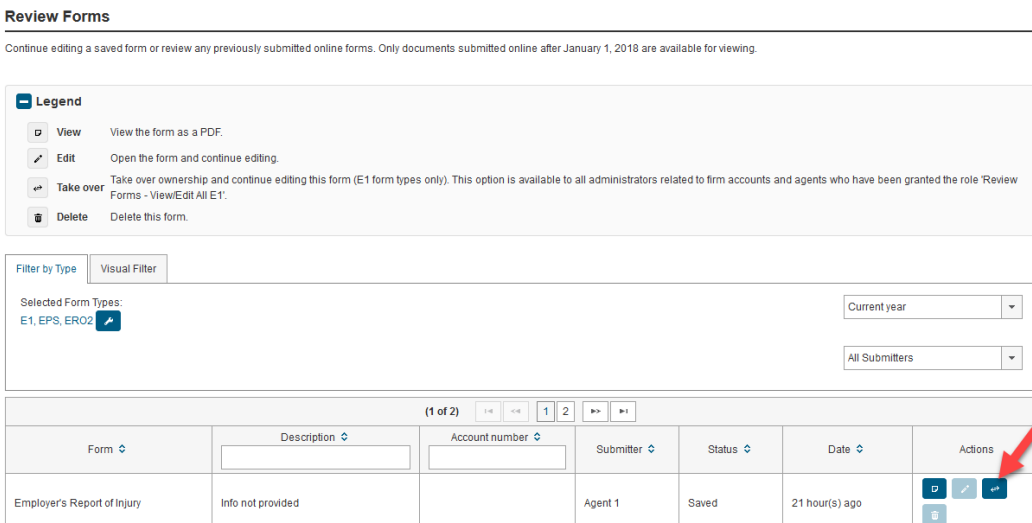 Review Forms
Continue editing a saved form or review any previously submitted online forms. Only documents submitted online after January 1, 2018 are available for viewing.
Legend
View View the form as a PDF.
Edit Open the form and continue editing.
Take over Take over ownership and continue editing this form (E1 form types only). This option is available to all administrators related to firm accounts and agents who have been granted the role 'Review
Forms - View/Edit All E1'.
Delete Delete this form.
Filter by Type Visual Filter
Selected Form Types:
E1, EPS, ERO2
Current year
All Submitters
(1 of 2) 1 2
Form Description Account number Submitter Status Date Actions
Employer's Report of Injury Info not provided Agent 1 Saved 21 hour(s) ago